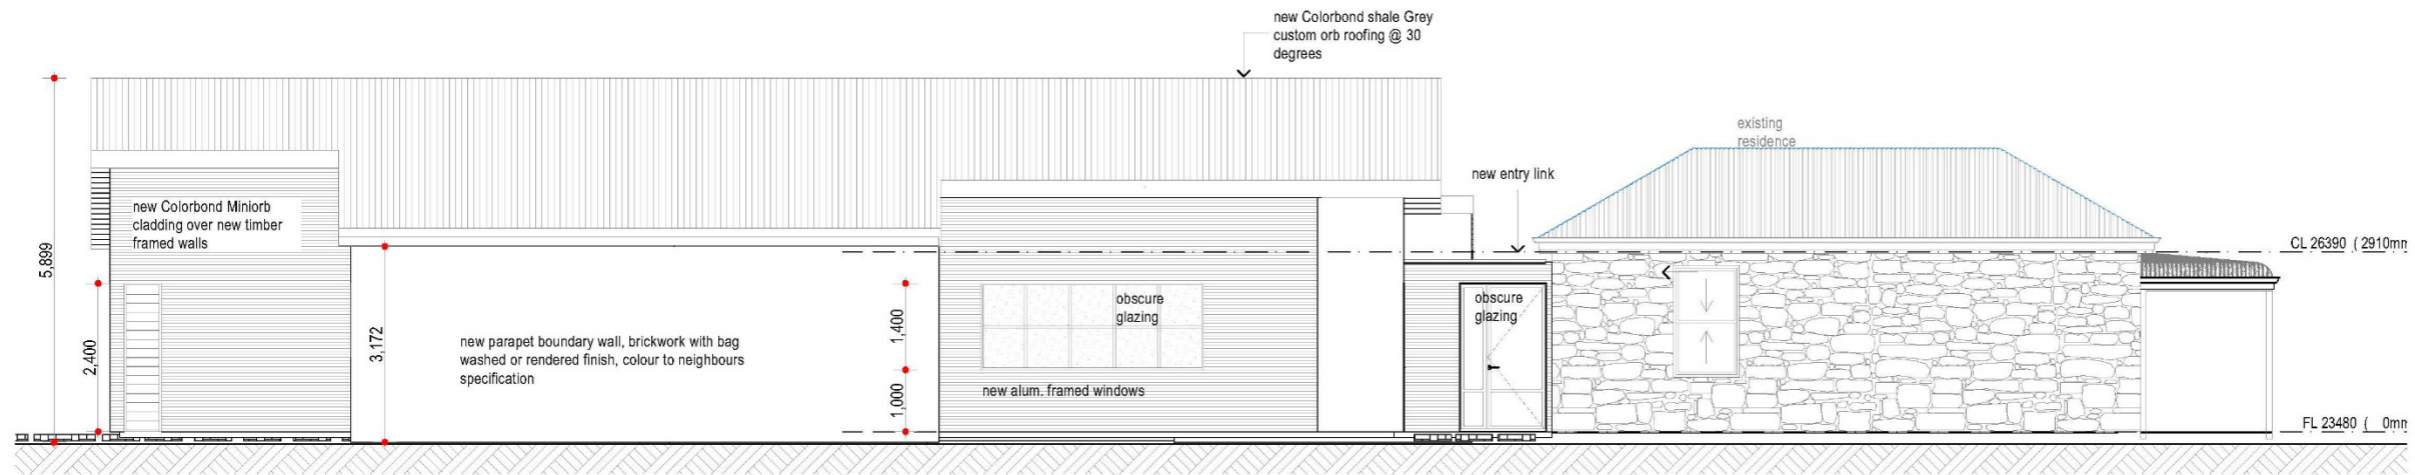 new Colorbond shale Grey
custom orb roofing @ 30
degrees
existing
residence
new entry link
new Colorbond Miniorb
cladding over new timber
framed walls
CL 26390 ( 2910mm
5,899
obscure
glazing
obscure
glazing
1,400
2,400
3,172
new parapet boundary wall, brickwork with bag
washed or rendered finish, colour to neighbours
specification
new alum. framed windows
1,000
FL 23480 ( 0mm